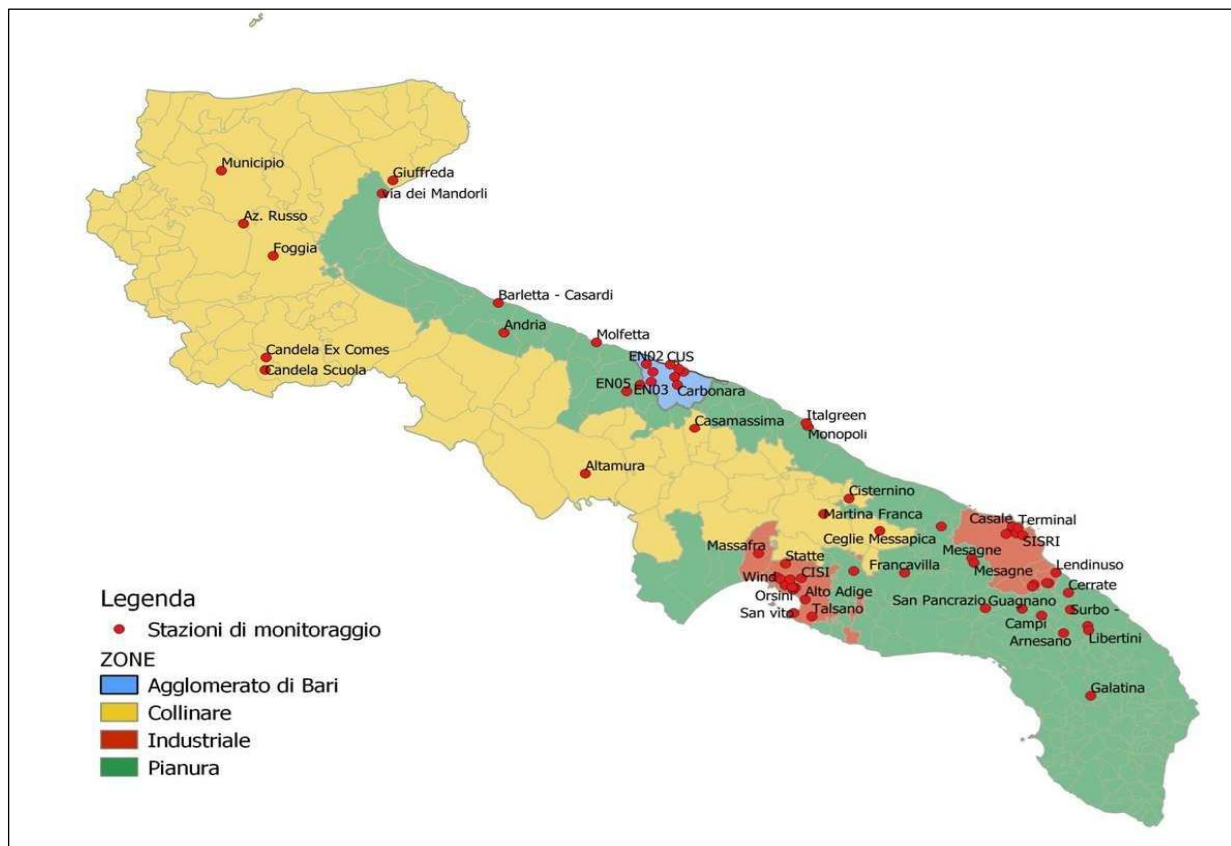 Municipio
Giuffreda
via dei Mandorli
Az. Russo
Foggia
Barletta - Casardi
Andria
Molfetta
Candela Ex Comes
Candela Scuola
EN02 CUS
EN05 EN03 Carbonara
Casamassima
Italgreen
Monopoli
Altamura
Cisternino
Martina Franca
Ceglie Messapica
Casale Terminal
SISRI
Massafra
Statte
Mesagne
Mesagne
Francavilla
Lendinuso
Wind CISI
Cerrate
Orsini Alto Adige
San vito Talsano
San Pancrazio Guagnano
Surbo -
Campi
Arnesano
Libertini
Galatina
Legenda
Stazioni di monitoraggio
ZONE
Agglomerato di Bari
Collinare
Industriale
Pianura